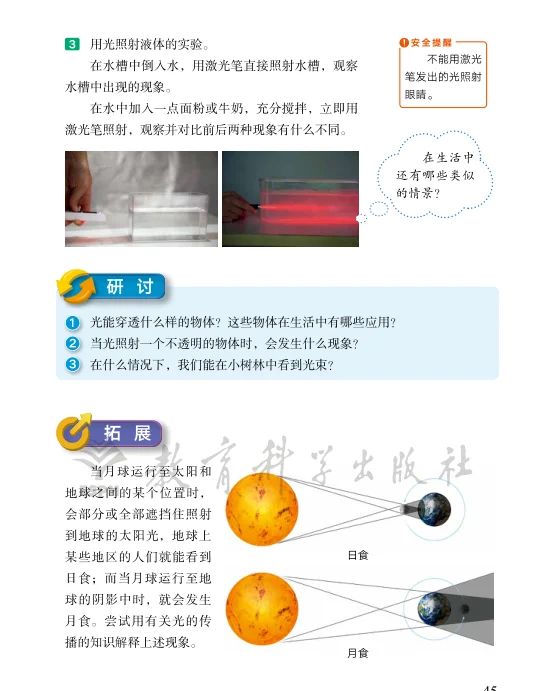 3 用光照射液体的实验。
在水槽中倒入水，用激光笔直接照射水槽，观察
水槽中出现的现象。
在水中加入一点面粉或牛奶，充分搅拌，立即用
激光笔照射，观察并对比前后两种现象有什么不同。
安全提醒
不能用激光
笔发出的光照射
眼睛。
在生活中
还有哪些类似
的情景？
研讨
1 光能穿透什么样的物体？这些物体在生活中有哪些应用？
2 当光照射一个不透明的物体时，会发生什么现象？
3 在什么情况下，我们能在小树林中看到光束？
拓展
教育科学出版社
当月球运行至太阳和
地球之间的某个位置时，
会部分或全部遮挡住照射
到地球的太阳光，地球上
某些地区的人们就能看到
日食；而当月球运行至地
球的阴影中时，就会发生
月食。尝试用有关光的传
播的知识解释上述现象。
日食
月食
45